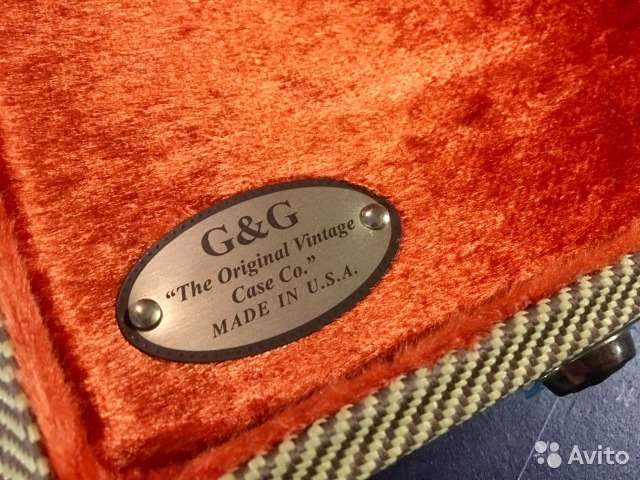 G&G
"The Original Vintage
Case Co."
MADE IN U.S.A.
Avito